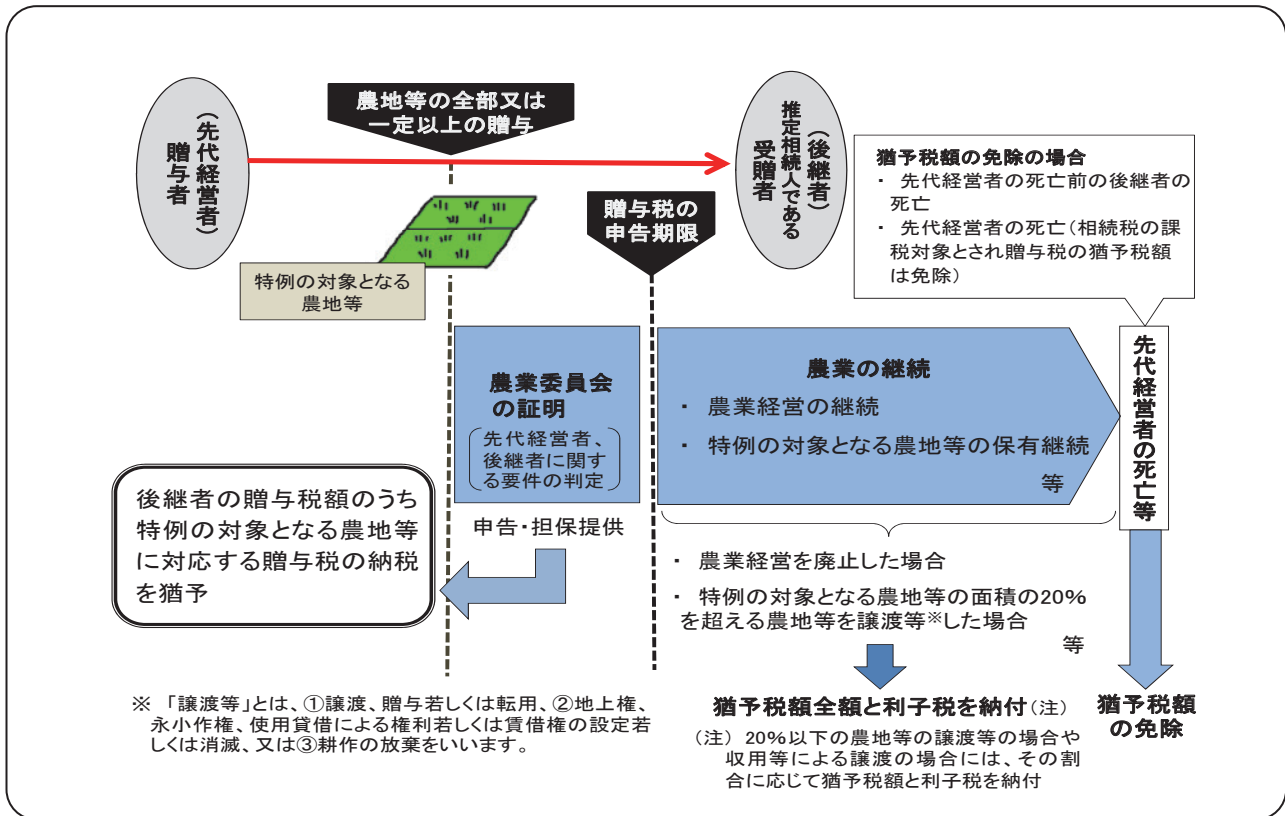 贈与者
（先代経営者）
農地等の全部又は
一定以上の贈与
特例の対象となる
農地等
贈与税の
申告期限
受贈者
推定相続人である
（後継者）
猶予税額の免除の場合
・ 先代経営者の死亡前の後継者の
死亡
・ 先代経営者の死亡（相続税の課
税対象とされ贈与税の猶予税額
は免除）
農業委員会
の証明
先代経営者、
後継者に関す
る要件の判定
農業の継続
・ 農業経営の継続
・ 特例の対象となる農地等の保有継続
等
先代経営者の死亡等
後継者の贈与税額のうち
特例の対象となる農地等
に対応する贈与税の納税
を猶予
申告・担保提供
・ 農業経営を廃止した場合
・ 特例の対象となる農地等の面積の20%
を超える農地等を譲渡等※した場合
等
猶予税額全額と利子税を納付（注）
（注） 20%以下の農地等の譲渡等の場合や
収用等による譲渡の場合には、その割
合に応じて猶予税額と利子税を納付
猶予税額
の免除
※ 「譲渡等」とは、①譲渡、贈与若しくは転用、②地上権、
永小作権、使用貸借による権利若しくは賃借権の設定若
しくは消滅、又は③耕作の放棄をいいます。